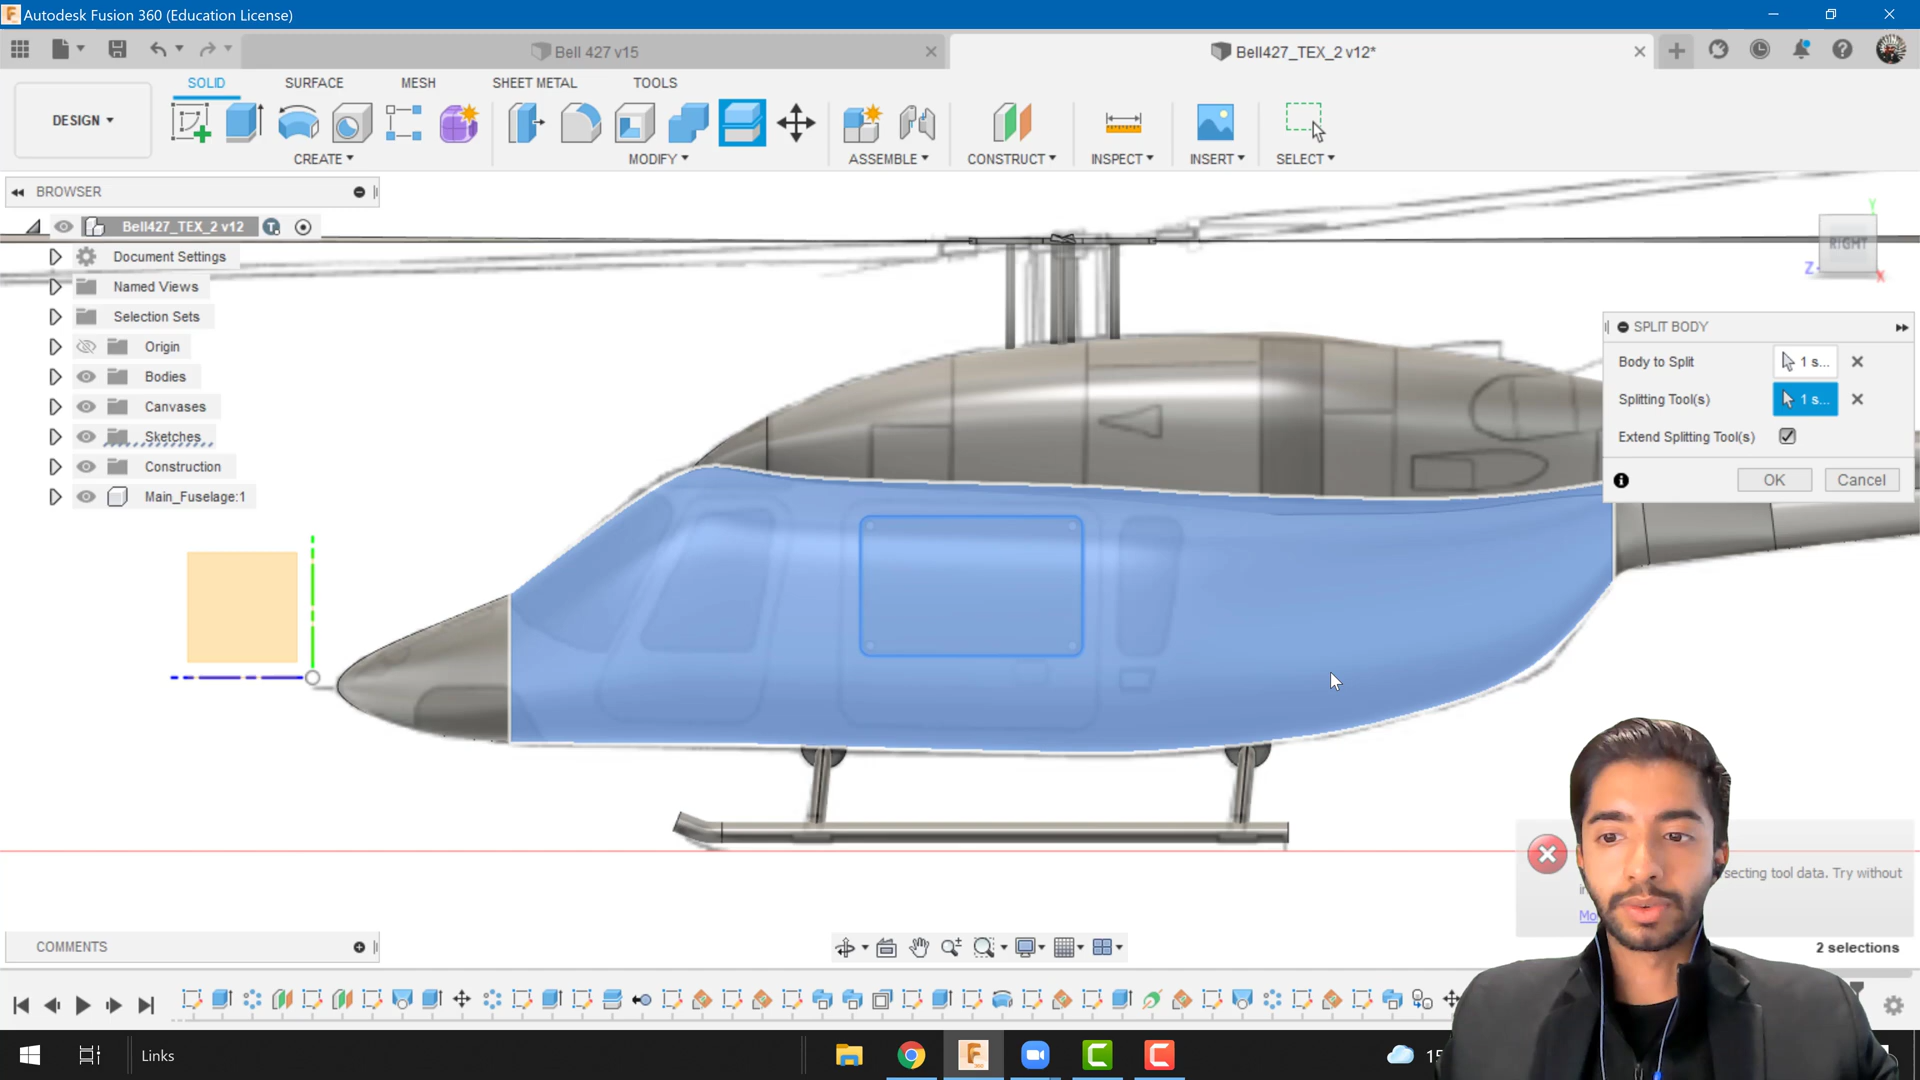 Autodesk Fusion 360 (Education License)
Bell 427 v15
Bell427_TEX_2 v12*
SOLID
SURFACE
MESH
SHEET METAL
TOOLS
DESIGN
CREATE
MODIFY
ASSEMBLE
CONSTRUCT
INSPECT
INSERT
SELECT
BROWSER
Bell427_TEX_2 v12
Document Settings
Named Views
Selection Sets
Origin
Bodies
Canvases
Sketches
Construction
Main_Fuselage:1
Y
RIGHT
Z
X
SPLIT BODY
Body to Split
1 s...
Splitting Tool(s)
1 s...
Extend Splitting Tool(s)
OK
Cancel
secting tool data. Try without
Mo
2 selections
COMMENTS
Links